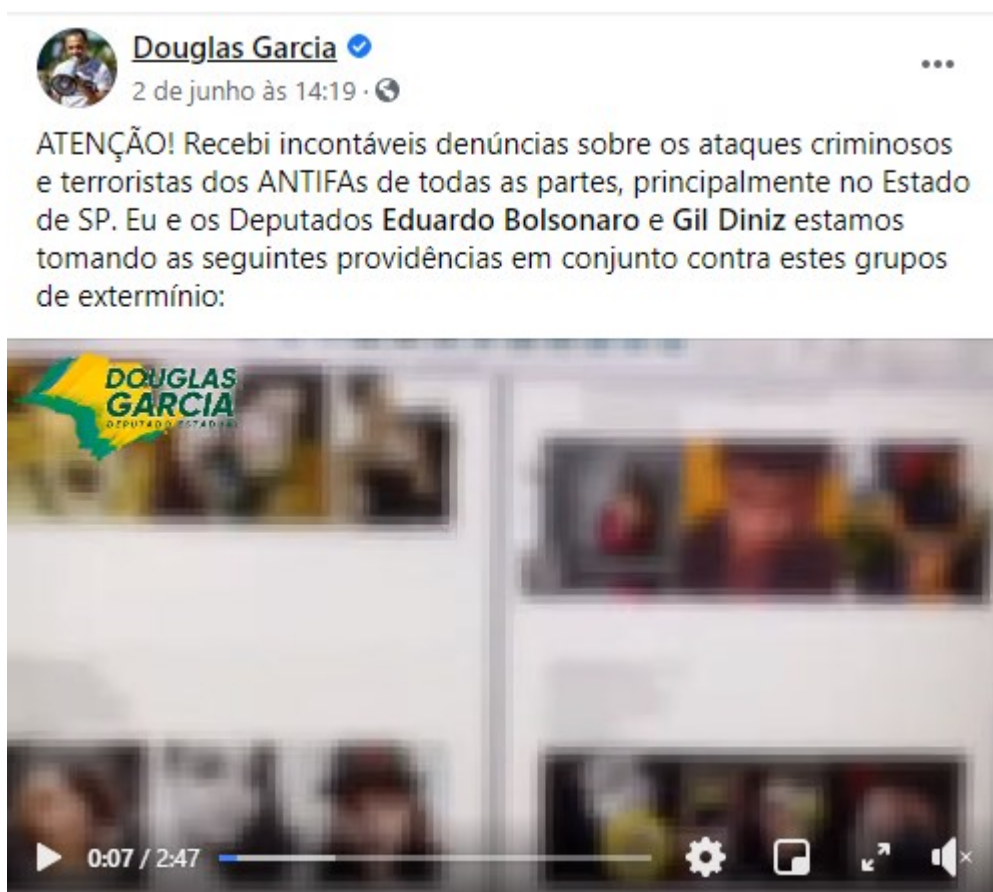 Douglas Garcia
2 de junho às 14:19 ·
ATENÇÃO! Recebi incontáveis denúncias sobre os ataques criminosos
e terroristas dos ANTIFAs de todas as partes, principalmente no Estado
de SP. Eu e os Deputados Eduardo Bolsonaro e Gil Diniz estamos
tomando as seguintes providências em conjunto contra estes grupos
de extermínio:
DOUGLAS
GARCIA
DEPUTADO ESTADUAL
0:07 / 2:47